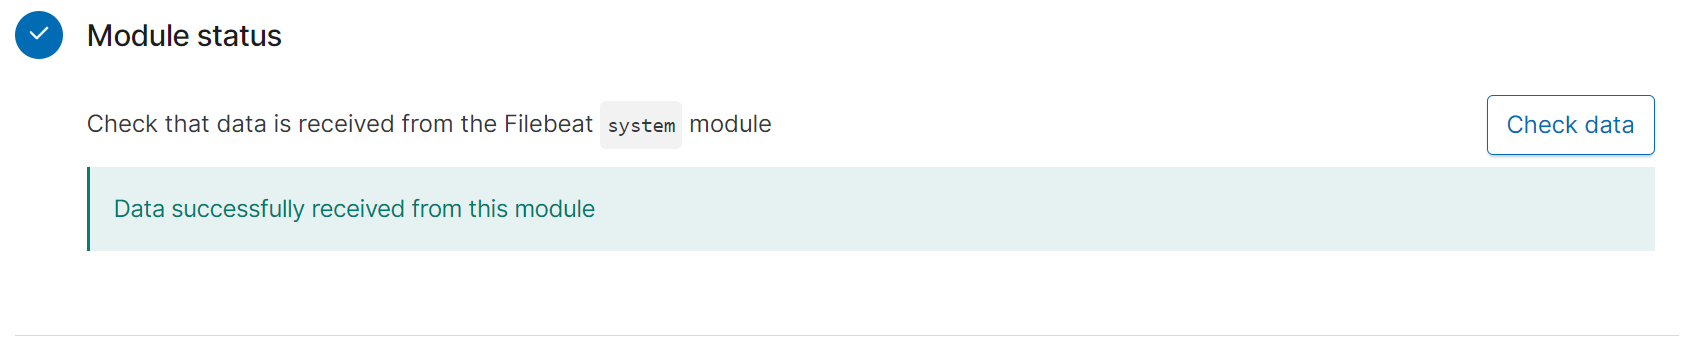 Module status
Check that data is received from the Filebeat system module
Check data
Data successfully received from this module